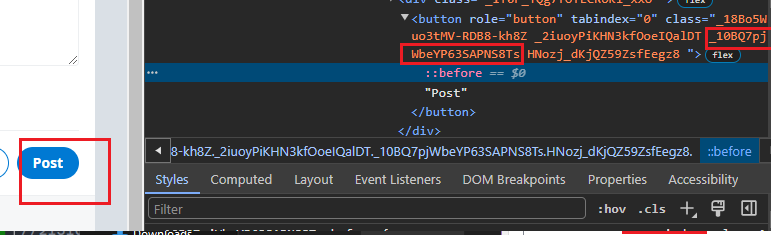 <div class="_1T0F_TQg7TOTECROKI_xX0 flex
▼<button role="button" tabindex="0" class="_18Bo5W
uo3tMV-RDB8-kh8Z _2iuoyPiKHN3kfOoeIQalDT _10BQ7pj
WbeYP63SAPNS8Ts HNozj_dKjQZ59ZsfEegz8 "> flex
::before == $0
"Post"
</button>
</div>
Post
8-kh8Z._2iuoyPiKHN3kfOoeIQalDT._10BQ7pjWbeYP63SAPNS8Ts.HNozj_dKjQZ59ZsfEegz8. ::before
Styles Computed Layout Event Listeners DOM Breakpoints Properties Accessibility
Filter :hov .cls
Downloads